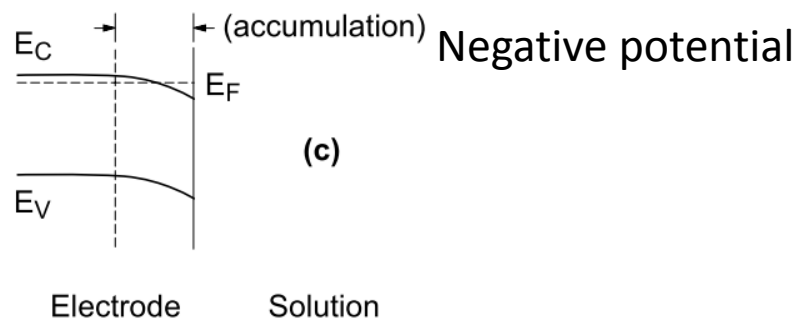 (accumulation)
Negative potential
E_C
E_F
(c)
E_V
Electrode
Solution